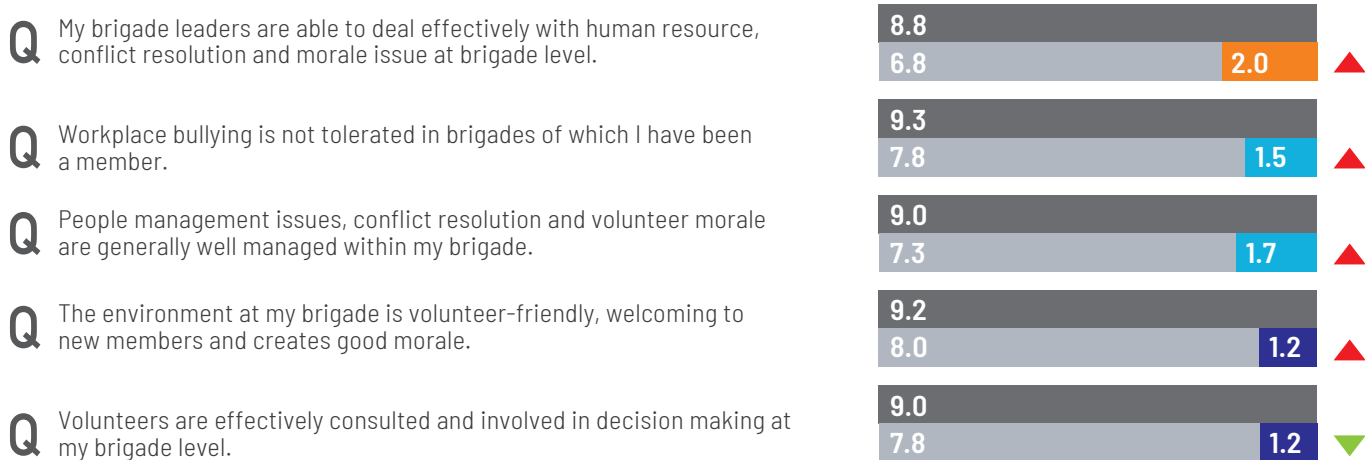 Q
My brigade leaders are able to deal effectively with human resource,
conflict resolution and morale issue at brigade level.
8.8
6.8 2.0
Q
Workplace bullying is not tolerated in brigades of which I have been
a member.
9.3
7.8 1.5
Q
People management issues, conflict resolution and volunteer morale
are generally well managed within my brigade.
9.0
7.3 1.7
Q
The environment at my brigade is volunteer-friendly, welcoming to
new members and creates good morale.
9.2
8.0 1.2
Q
Volunteers are effectively consulted and involved in decision making at
my brigade level.
9.0
7.8 1.2